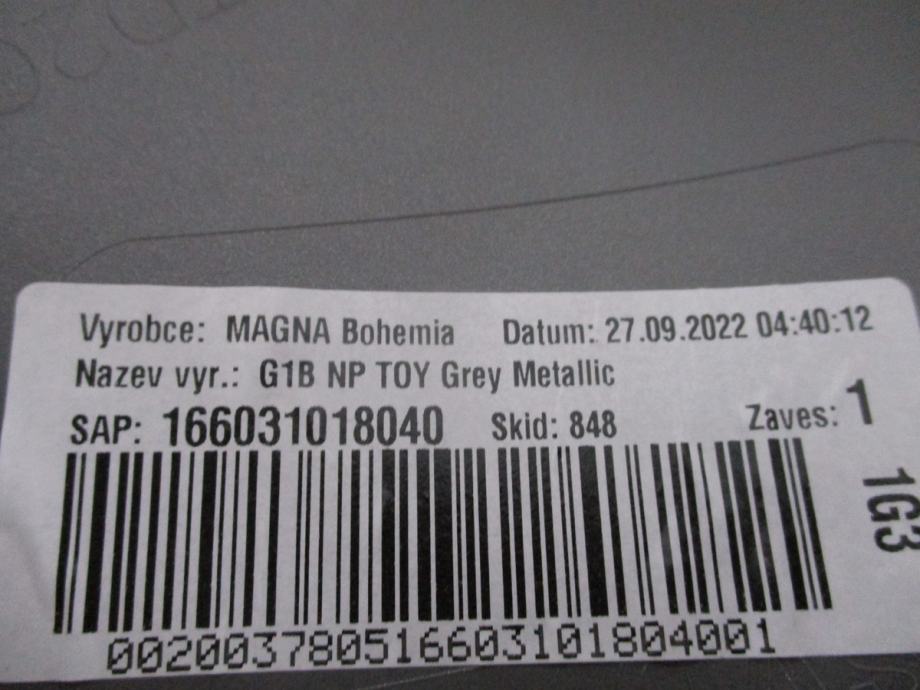 Vyrobce: MAGNA Bohemia Datum: 27.09.2022 04:40:12
Nazev vyr.: G1B NP TOY Grey Metallic
SAP: 166031018040 Skid: 848 Zaves: 1
1G3
00200378051660310180４001